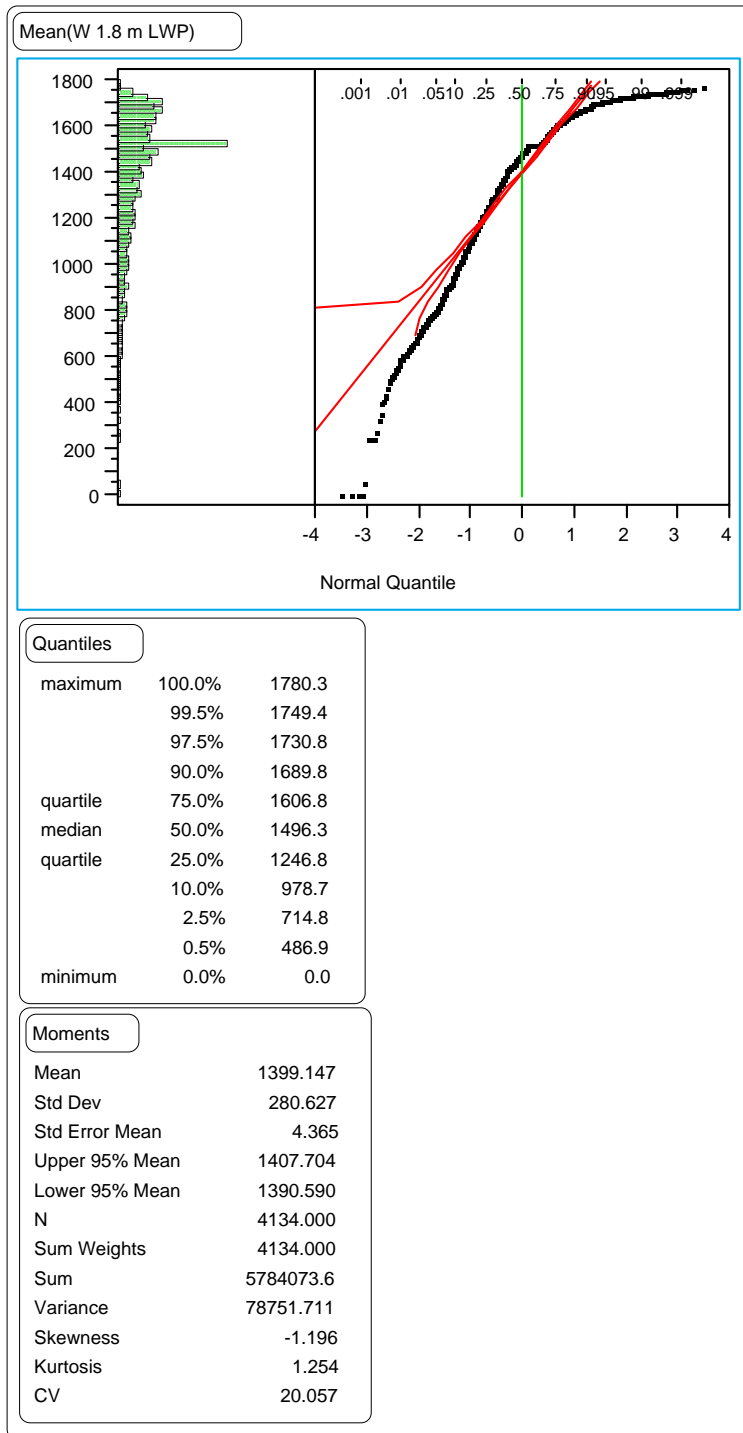 Mean(W 1.8 m LWP)
1800
1600
1400
1200
1000
800
600
400
200
0
.001 .01 .05 .10 .25 .50 .75 .90 .95 .99 .999
-4 -3 -2 -1 0 1 2 3 4
Normal Quantile
Quantiles
maximum 100.0% 1780.3
99.5% 1749.4
97.5% 1730.8
90.0% 1689.8
quartile 75.0% 1606.8
median 50.0% 1496.3
quartile 25.0% 1246.8
10.0% 978.7
2.5% 714.8
0.5% 486.9
minimum 0.0% 0.0
Moments
Mean 1399.147
Std Dev 280.627
Std Error Mean 4.365
Upper 95% Mean 1407.704
Lower 95% Mean 1390.590
N 4134.000
Sum Weights 4134.000
Sum 5784073.6
Variance 78751.711
Skewness -1.196
Kurtosis 1.254
CV 20.057